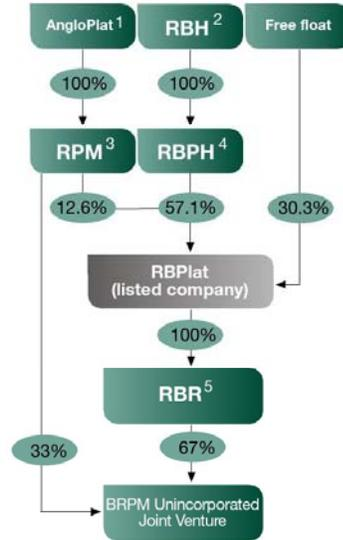 AngloPlat 1
RBH 2
Free float
100%
100%
RPM 3
RBPH 4
12.6%
57.1%
30.3%
RBPlat
(listed company)
100%
RBR 5
33%
67%
BRPM Unincorporated
Joint Venture